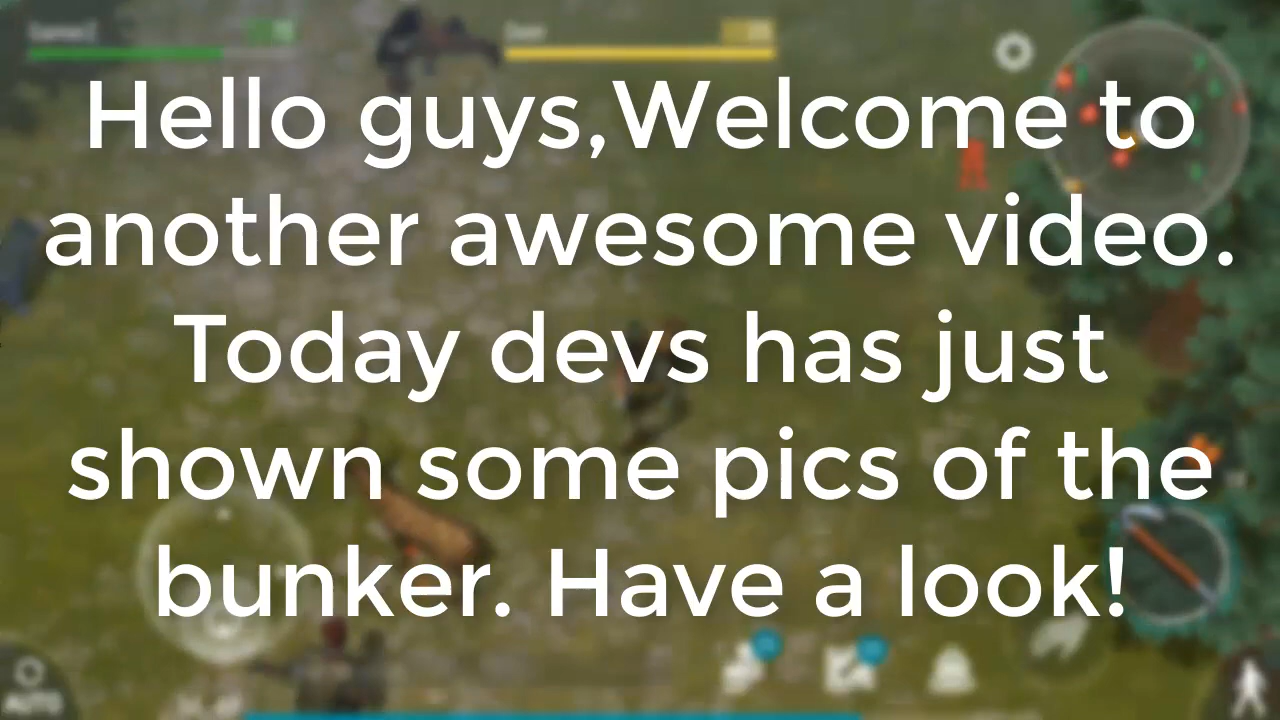 Hello guys,Welcome to
another awesome video.
Today devs has just
shown some pics of the
bunker. Have a look!
AUTO